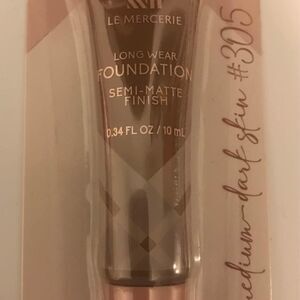 LE MERCERIE
LONG WEAR
FOUNDATION
SEMI-MATTE
FINISH
0.34 FL OZ / 10 mL
medium-dark skin #305